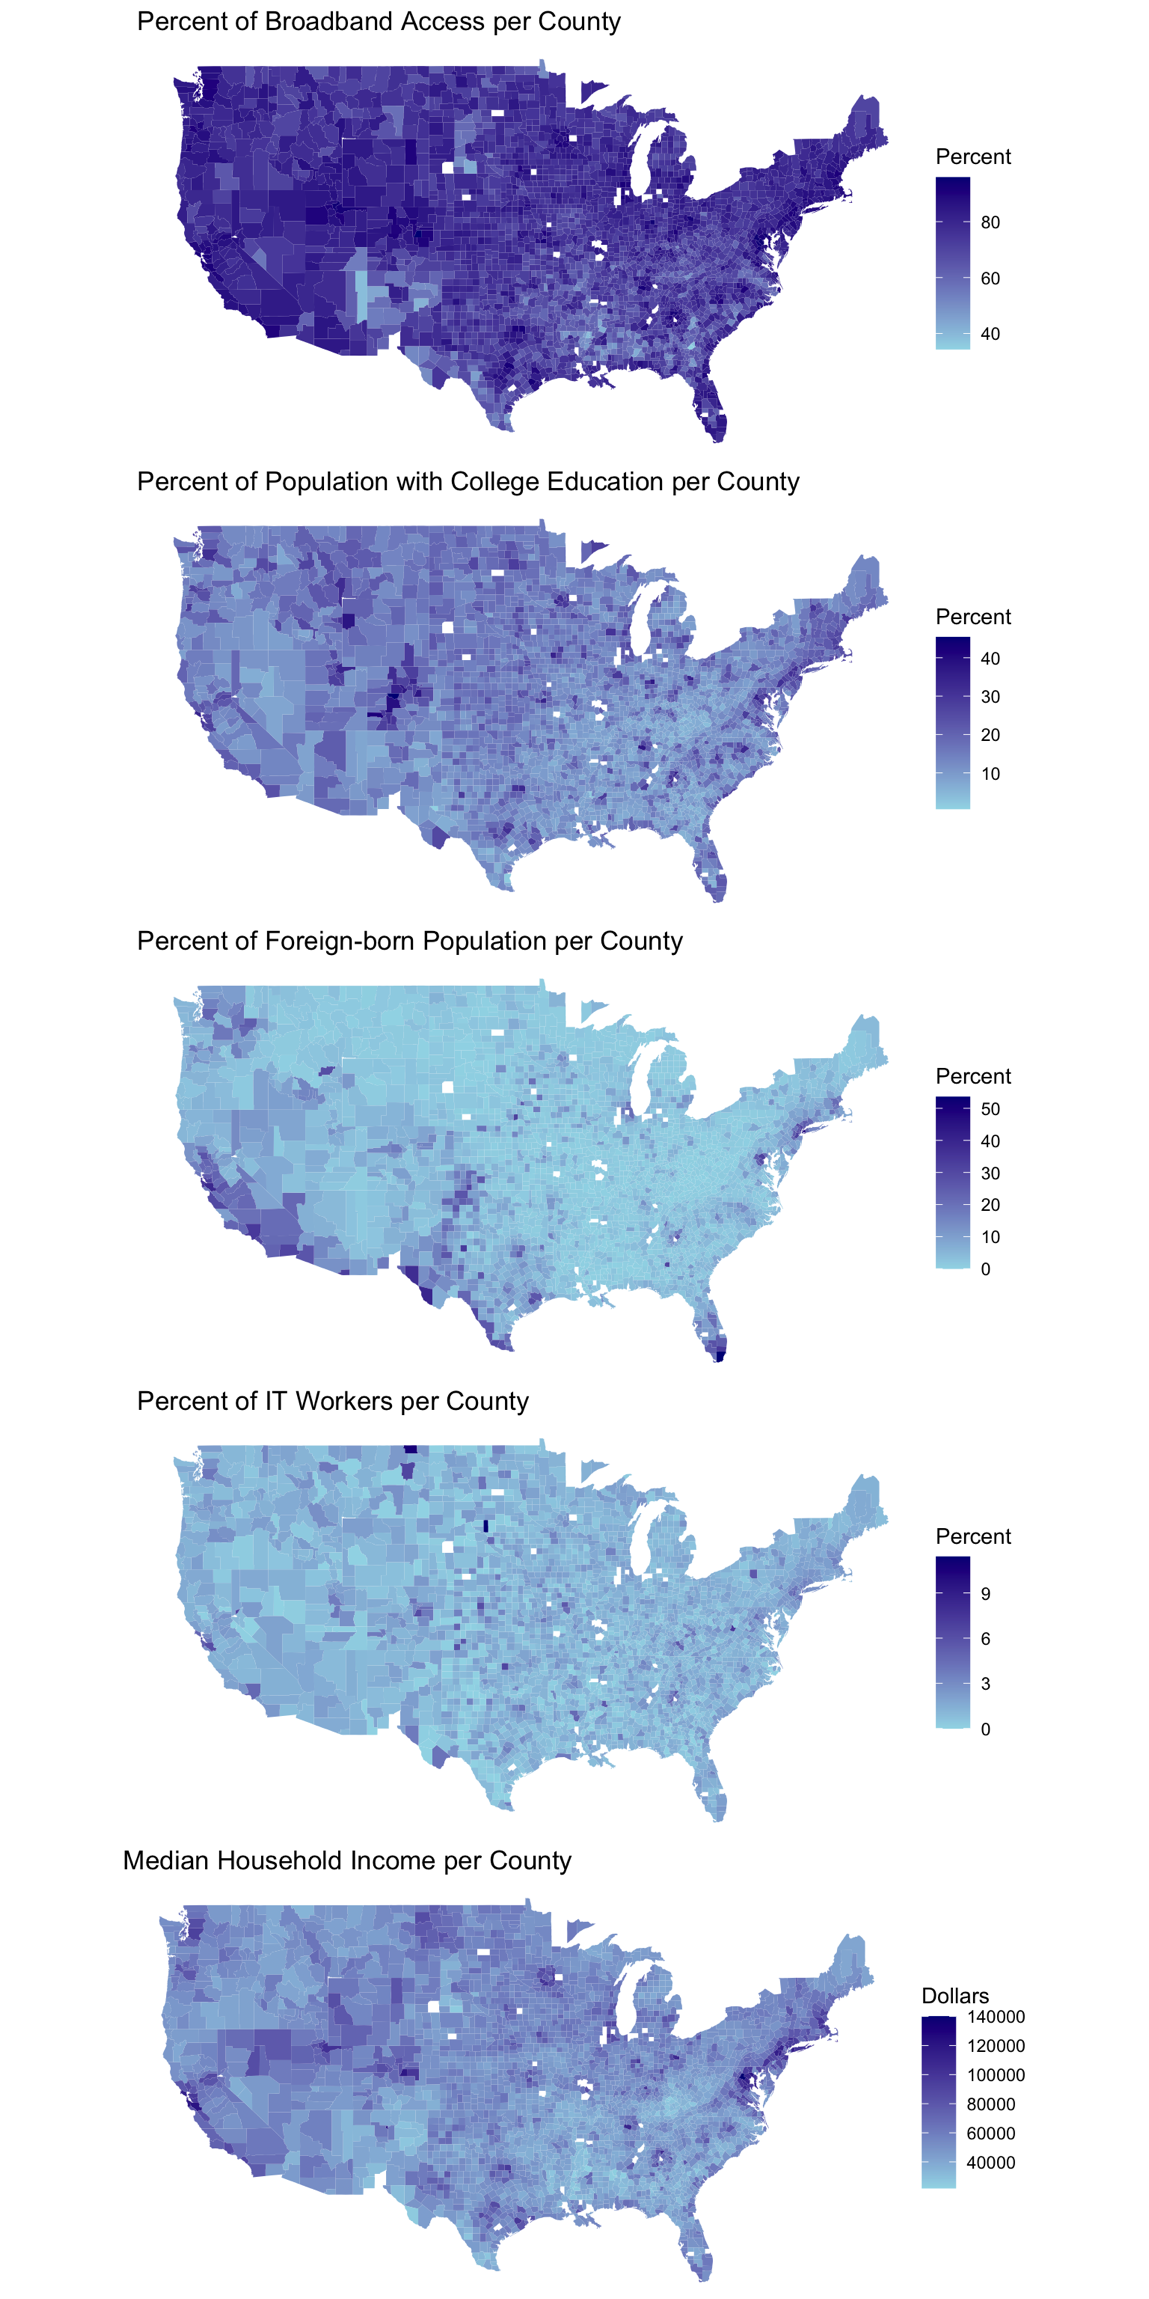 Percent of Broadband Access per County
Percent
80
60
40
Percent of Population with College Education per County
Percent
40
30
20
10
Percent of Foreign-born Population per County
Percent
50
40
30
20
10
0
Percent of IT Workers per County
Percent
9
6
3
0
Median Household Income per County
Dollars
140000
120000
100000
80000
60000
40000